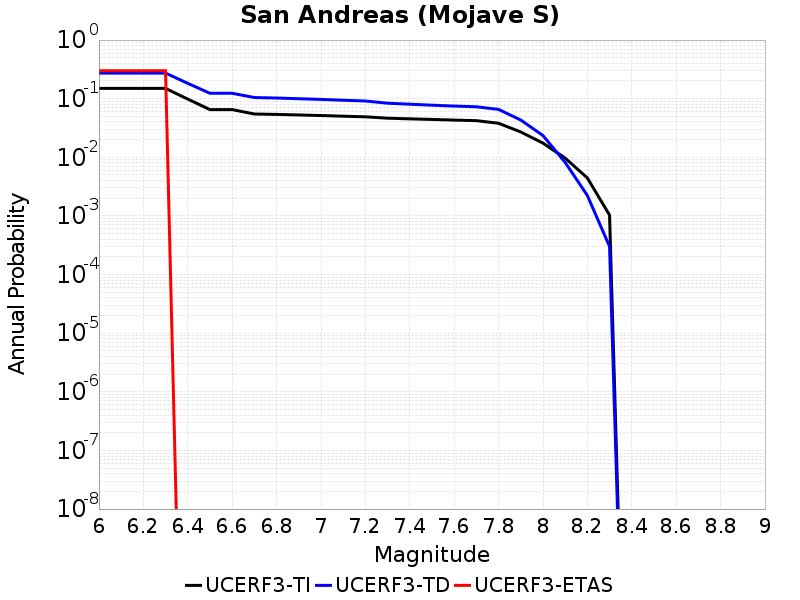 San Andreas (Mojave S)
Annual Probability
10^0
10^-1
10^-2
10^-3
10^-4
10^-5
10^-6
10^-7
10^-8
6 6.2 6.4 6.6 6.8 7 7.2 7.4 7.6 7.8 8 8.2 8.4 8.6 8.8 9
Magnitude
UCERF3-TI UCERF3-TD UCERF3-ETAS